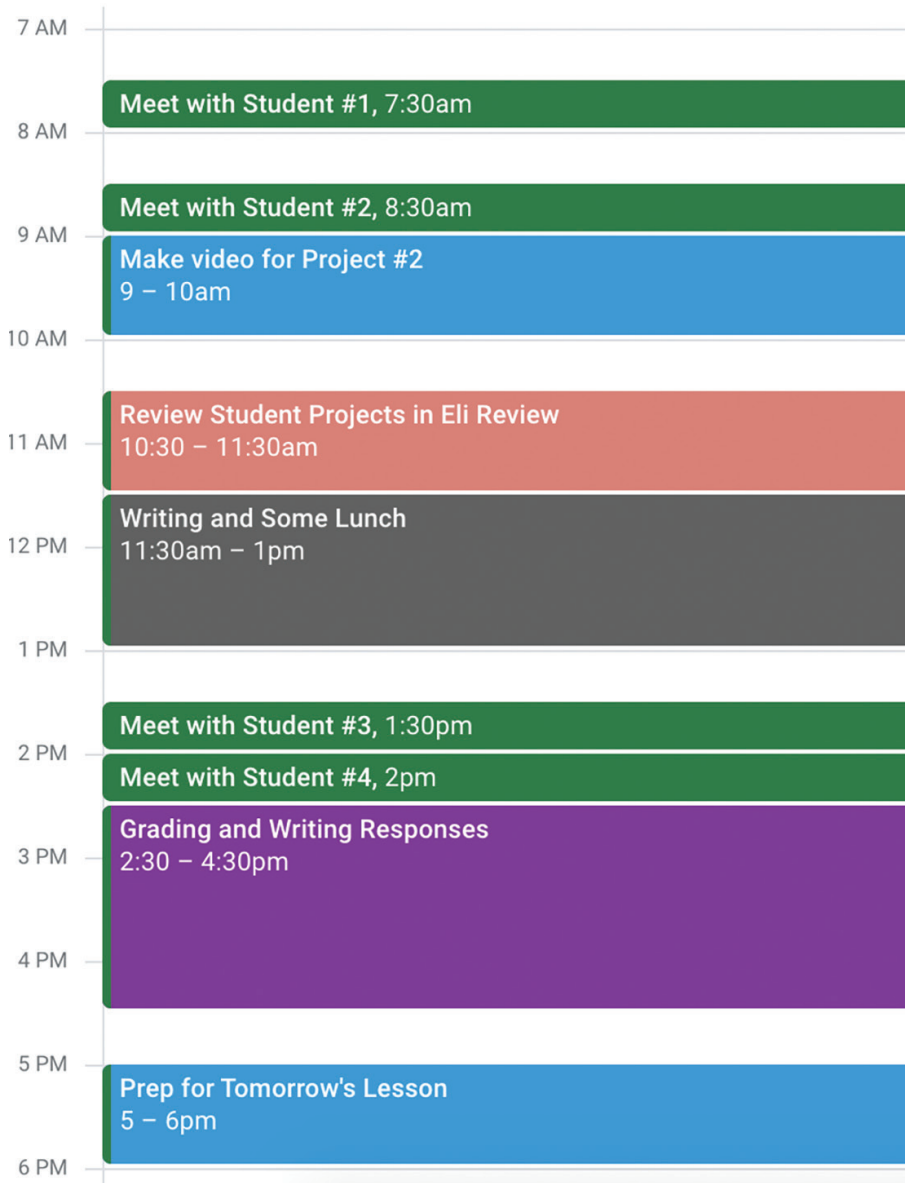 7 AM
Meet with Student #1, 7:30am
8 AM
Meet with Student #2, 8:30am
9 AM
Make video for Project #2
9 – 10am
10 AM
Review Student Projects in Eli Review
11 AM
10:30 – 11:30am
Writing and Some Lunch
12 PM
11:30am – 1pm
1 PM
Meet with Student #3, 1:30pm
2 PM
Meet with Student #4, 2pm
Grading and Writing Responses
3 PM
2:30 – 4:30pm
4 PM
5 PM
Prep for Tomorrow's Lesson
5 – 6pm
6 PM